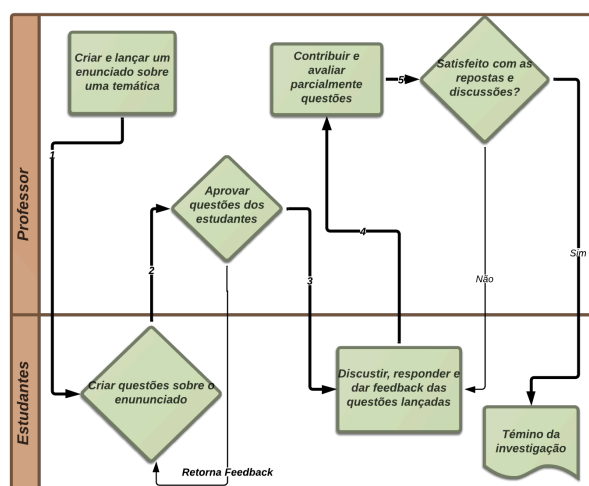 Professor
Criar e lançar um
enunciado sobre
uma temática
Contribuir e
avaliar
parcialmente
questões
5
Satisfeito com as
repostas e
discussões?
1
Aprovar
questões dos
estudantes
2
3
4
Não
Sim
Estudantes
Criar questões sobre o
enununciado
Discustir, responder e
dar feedback das
questões lançadas
Témino da
investigação
Retorna Feedback